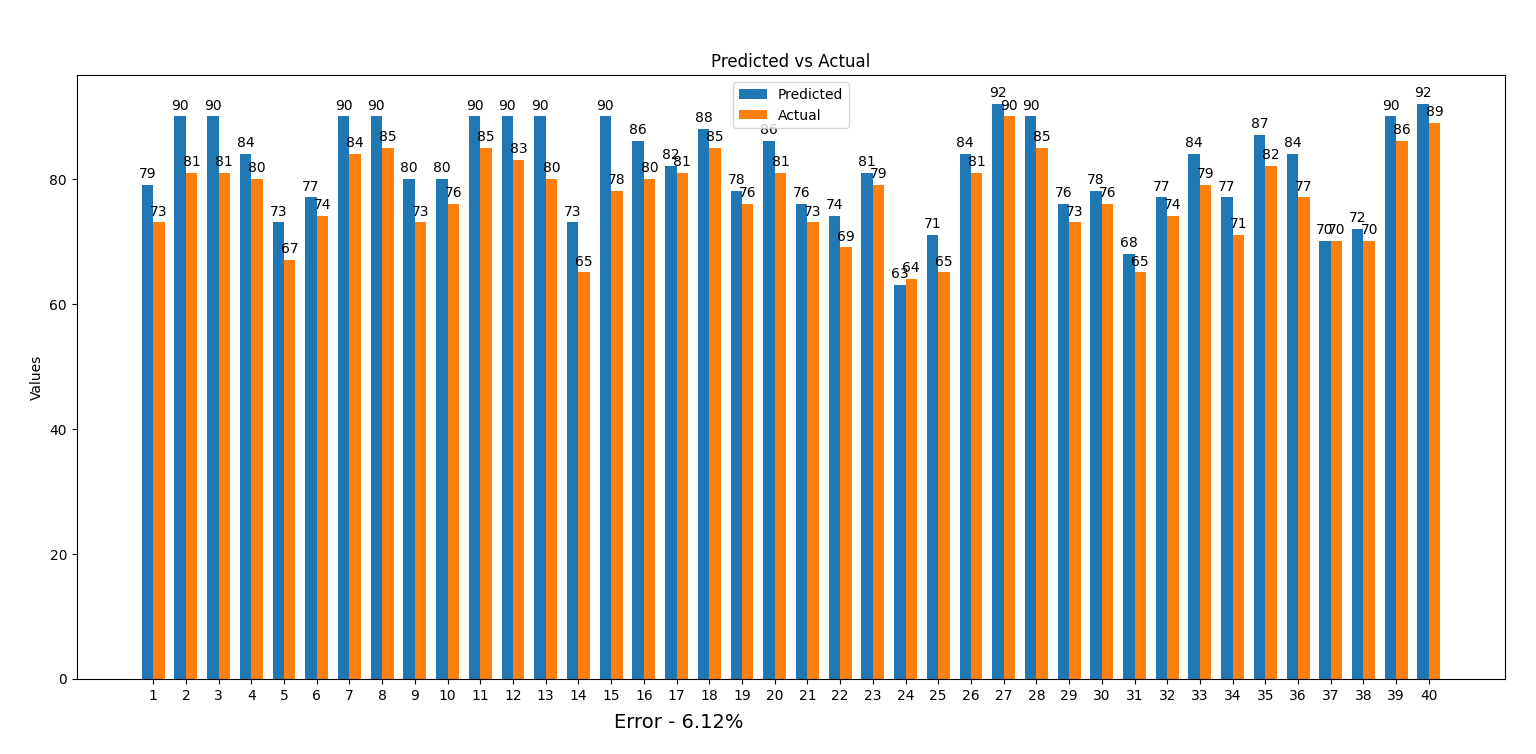 Predicted vs Actual
Predicted
Actual
79 73 90 81 90 81 84 80 73 67 77 74 90 84 90 85 80 73 80 76 90 85 90 83 90 80 73 65 90 78 86 80 82 81 88 85 78 76 86 81 76 73 74 69 81 79 63 64 71 65 84 81 92 90 90 85 76 73 78 76 68 65 77 74 84 79 77 71 87 82 84 77 70 70 72 70 90 86 92 89
80
60
40
20
0
Values
1 2 3 4 5 6 7 8 9 10 11 12 13 14 15 16 17 18 19 20 21 22 23 24 25 26 27 28 29 30 31 32 33 34 35 36 37 38 39 40
Error - 6.12%